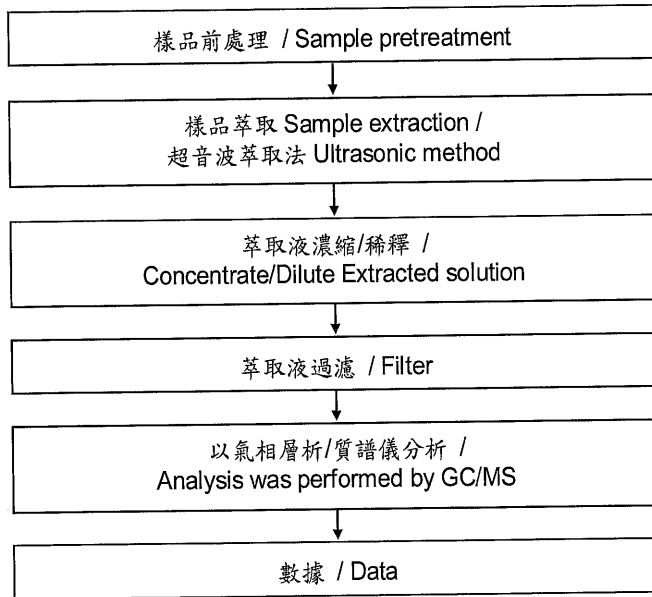 樣品前處理 / Sample pretreatment
樣品萃取 Sample extraction /
超音波萃取法 Ultrasonic method
萃取液濃縮/稀釋 /
Concentrate/Dilute Extracted solution
萃取液過濾 / Filter
以氣相層析/質譜儀分析 /
Analysis was performed by GC/MS
數據 / Data